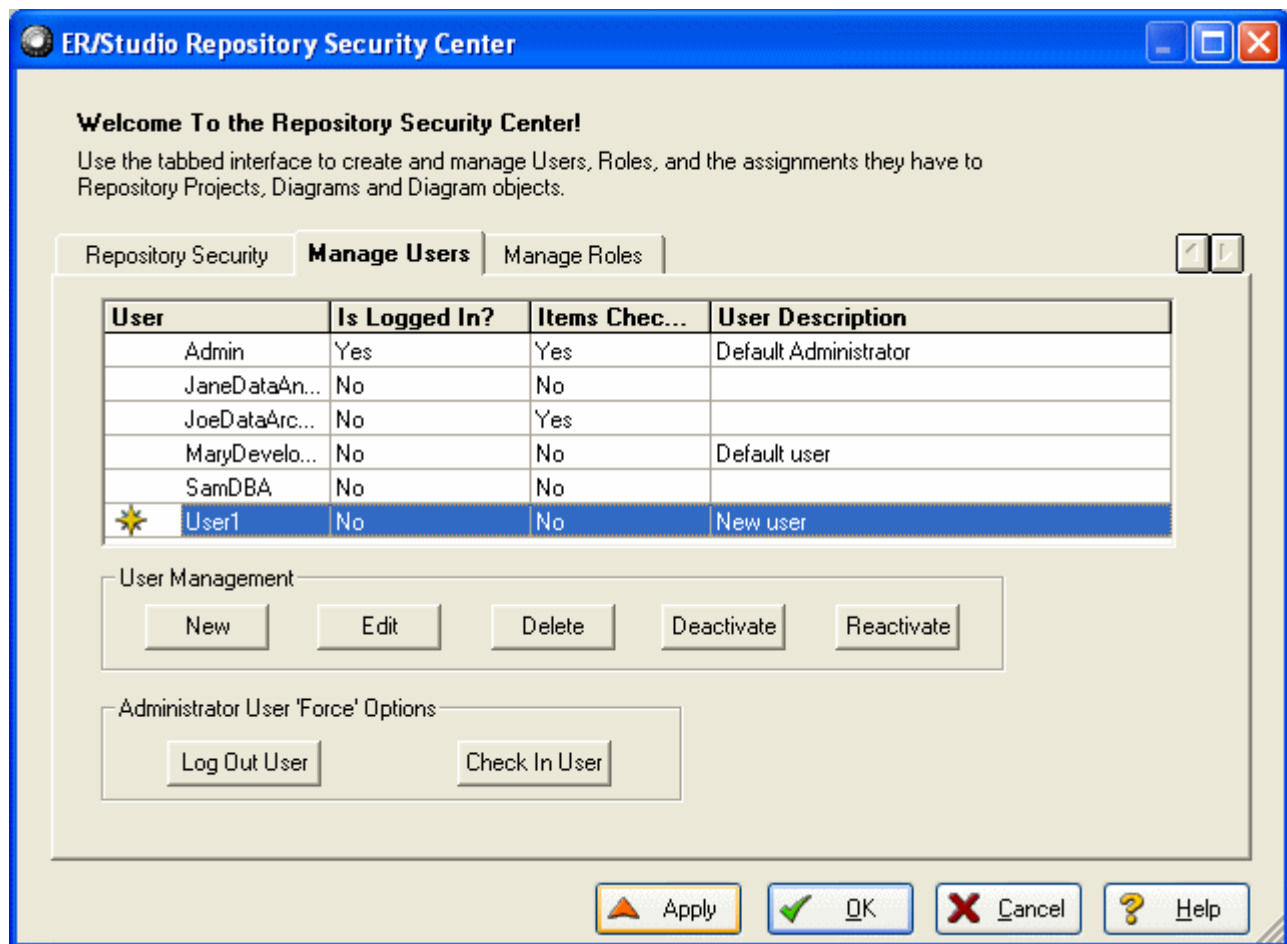 ER/Studio Repository Security Center
Welcome To the Repository Security Center!
Use the tabbed interface to create and manage Users, Roles, and the assignments they have to
Repository Projects, Diagrams and Diagram objects.
Repository Security Manage Users Manage Roles
User Is Logged In? Items Chec... User Description
Admin Yes Yes Default Administrator
JaneDataAn... No No
JoeDataArc... No Yes
MaryDevelo... No No Default user
SamDBA No No
User1 No No New user
User Management
New Edit Delete Deactivate Reactivate
Administrator User 'Force' Options
Log Out User Check In User
Apply OK Cancel Help